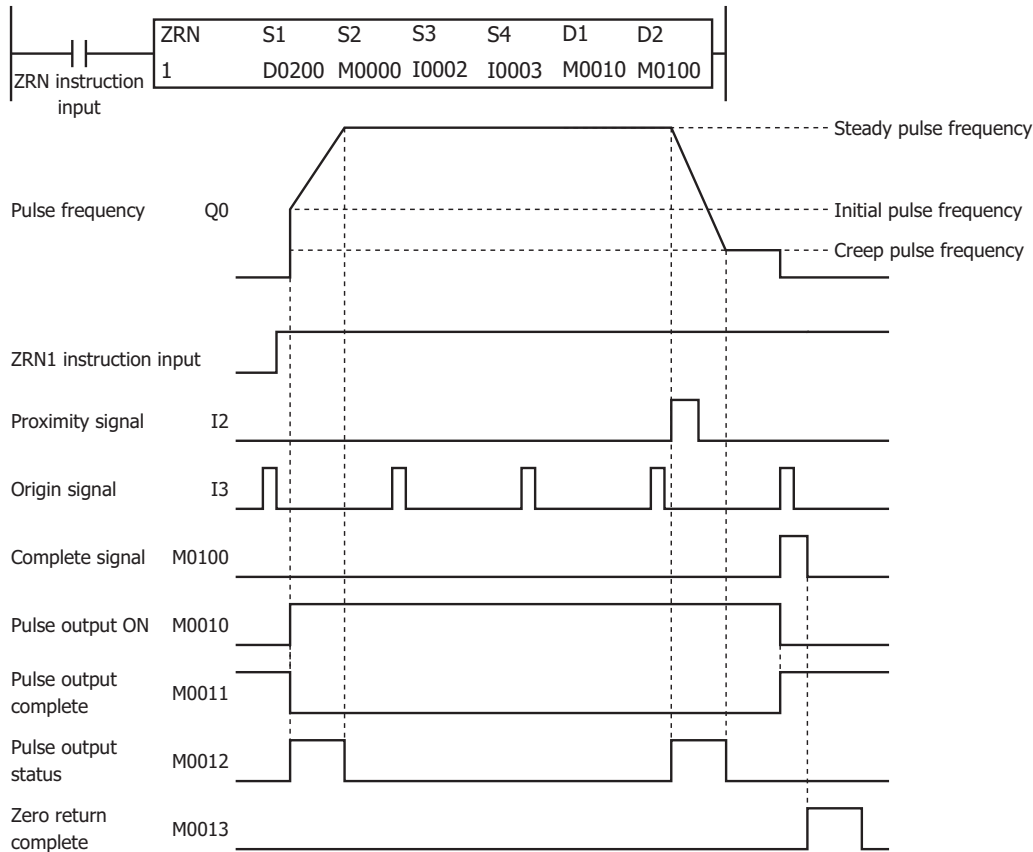 ZRN S1 S2 S3 S4 D1 D2
1 D0200 M0000 I0002 I0003 M0010 M0100
ZRN instruction
input
Steady pulse frequency
Pulse frequency Q0
Initial pulse frequency
Creep pulse frequency
ZRN1 instruction input
Proximity signal I2
Origin signal I3
Complete signal M0100
Pulse output ON M0010
Pulse output
complete
M0011
Pulse output
status
M0012
Zero return
complete
M0013